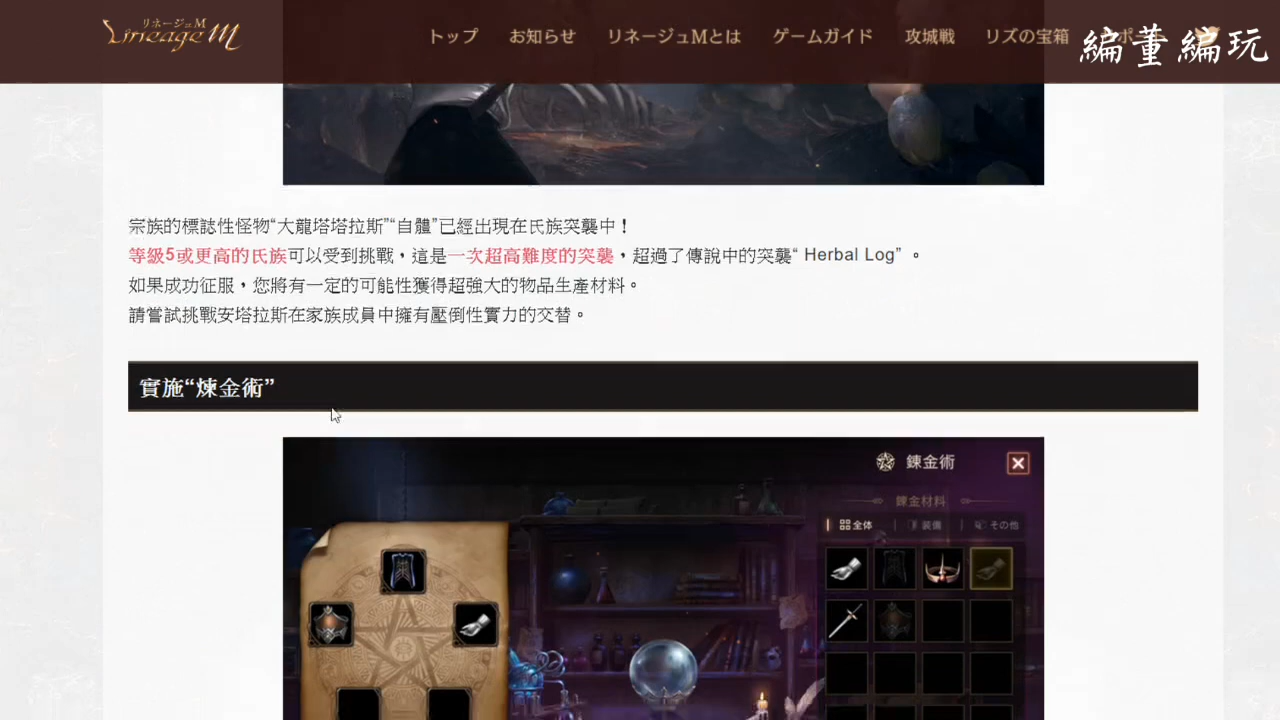 リネージュM
Lineage M
トップ お知らせ リネージュMとは ゲームガイド 攻城戦 リズの宝箱
編董編玩
宗族的標誌性怪物“大龍塔塔拉斯”“自體”已經出現在氏族突襲中！
等級5或更高的氏族可以受到挑戰，這是一次超高難度的突襲，超過了傳說中的突襲“ Herbal Log” 。
如果成功征服，您將有一定的可能性獲得超強大的物品生產材料。
請嘗試挑戰安塔拉斯在家族成員中擁有壓倒性實力的交替。
實施“煉金術”
錬金術
錬金材料
全体 装備 その他